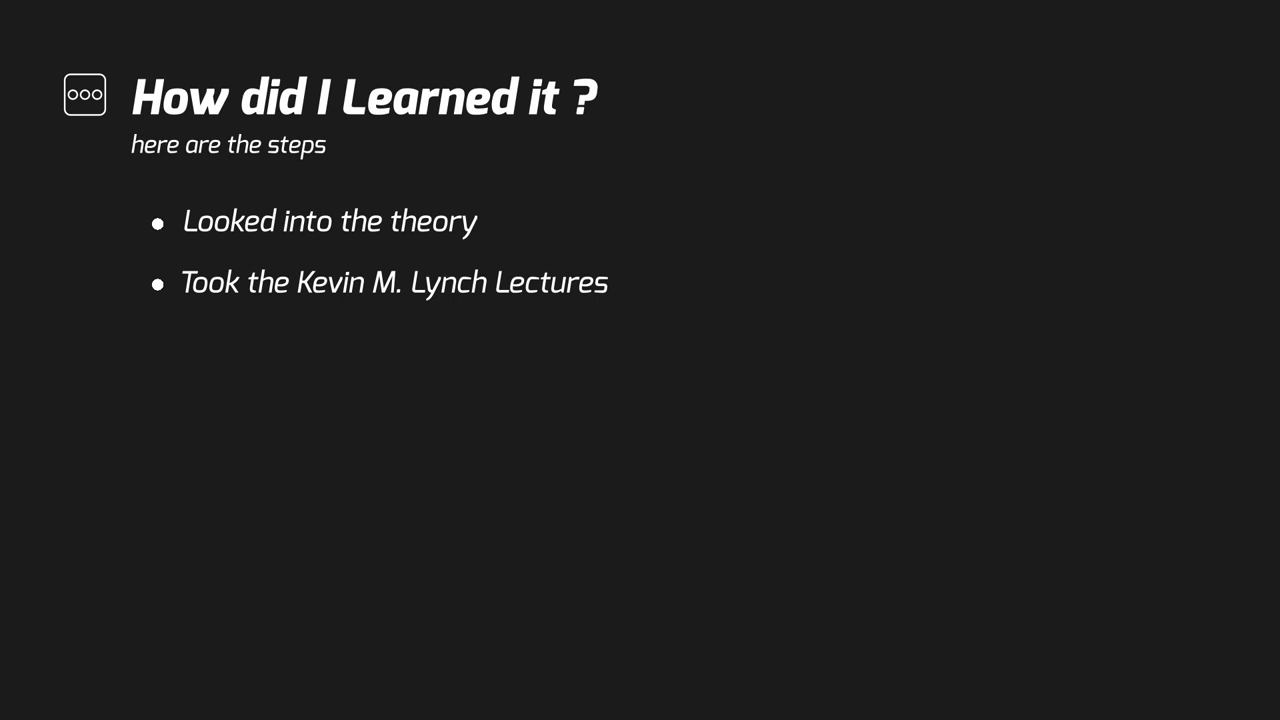 How did I Learned it ?
here are the steps
Looked into the theory
Took the Kevin M. Lynch Lectures